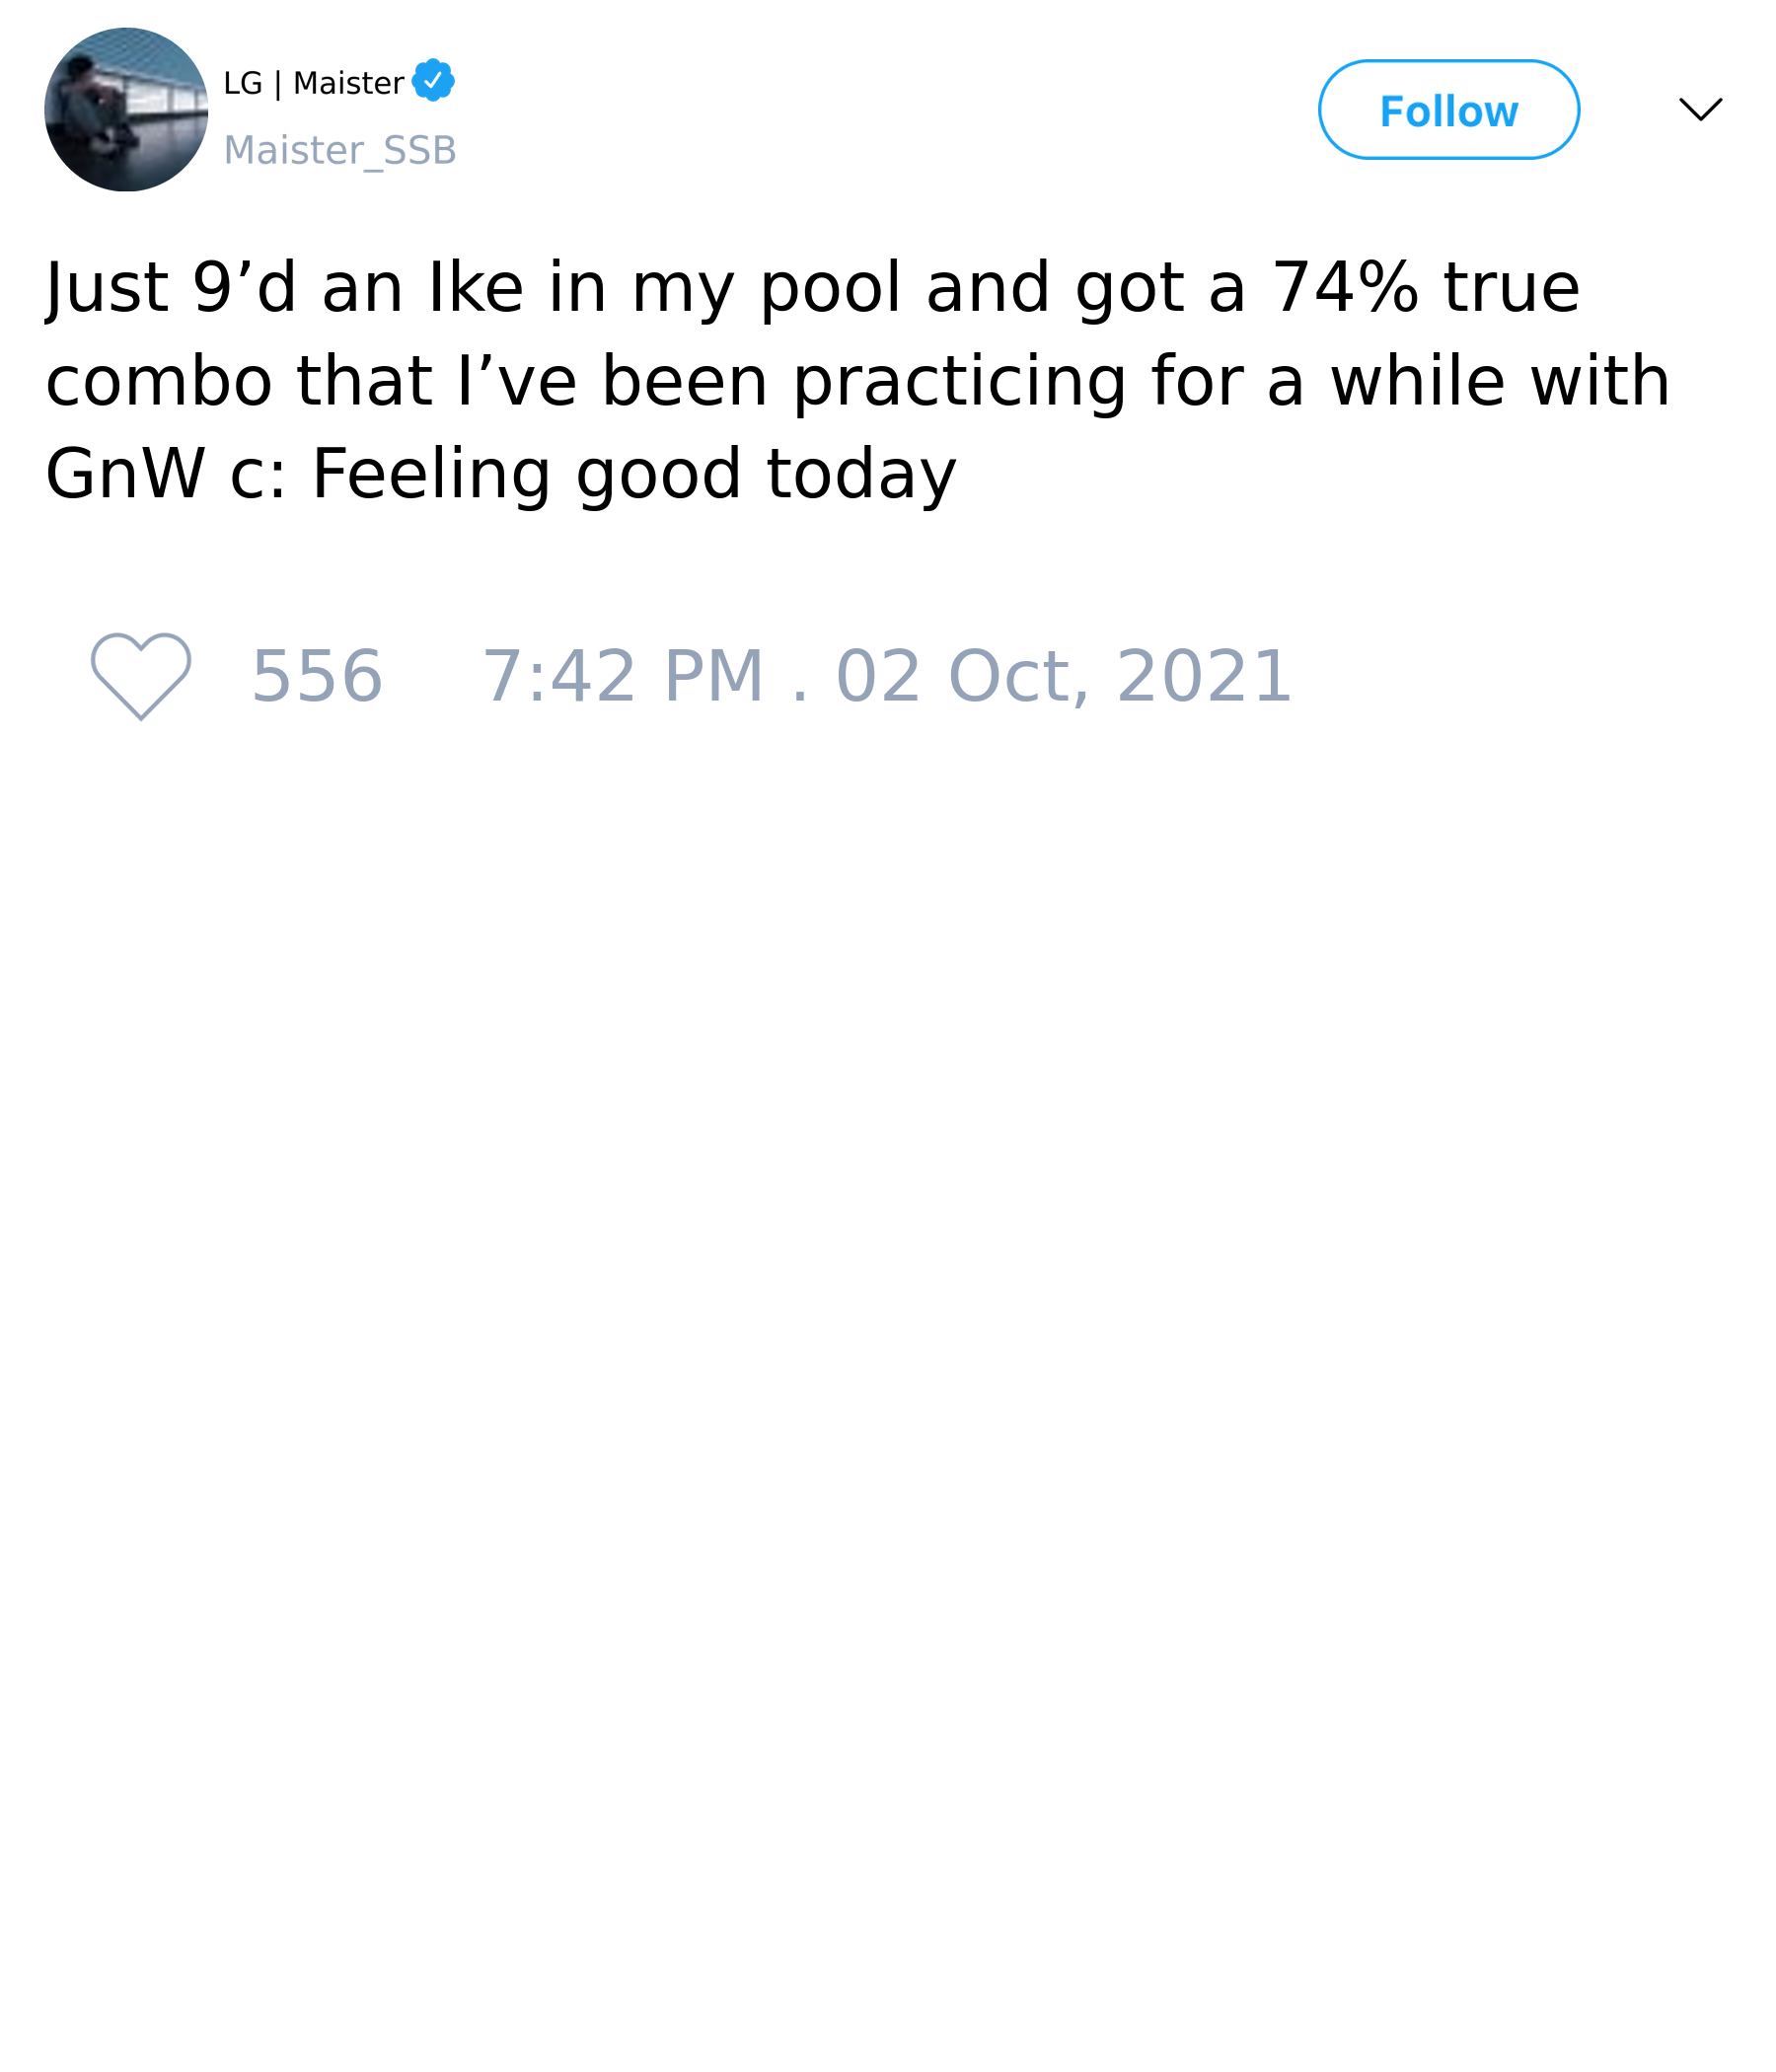 LG | Maister
Maister_SSB
Follow
Just 9’d an Ike in my pool and got a 74% true
combo that I’ve been practicing for a while with
GnW c: Feeling good today
556 7:42 PM . 02 Oct, 2021